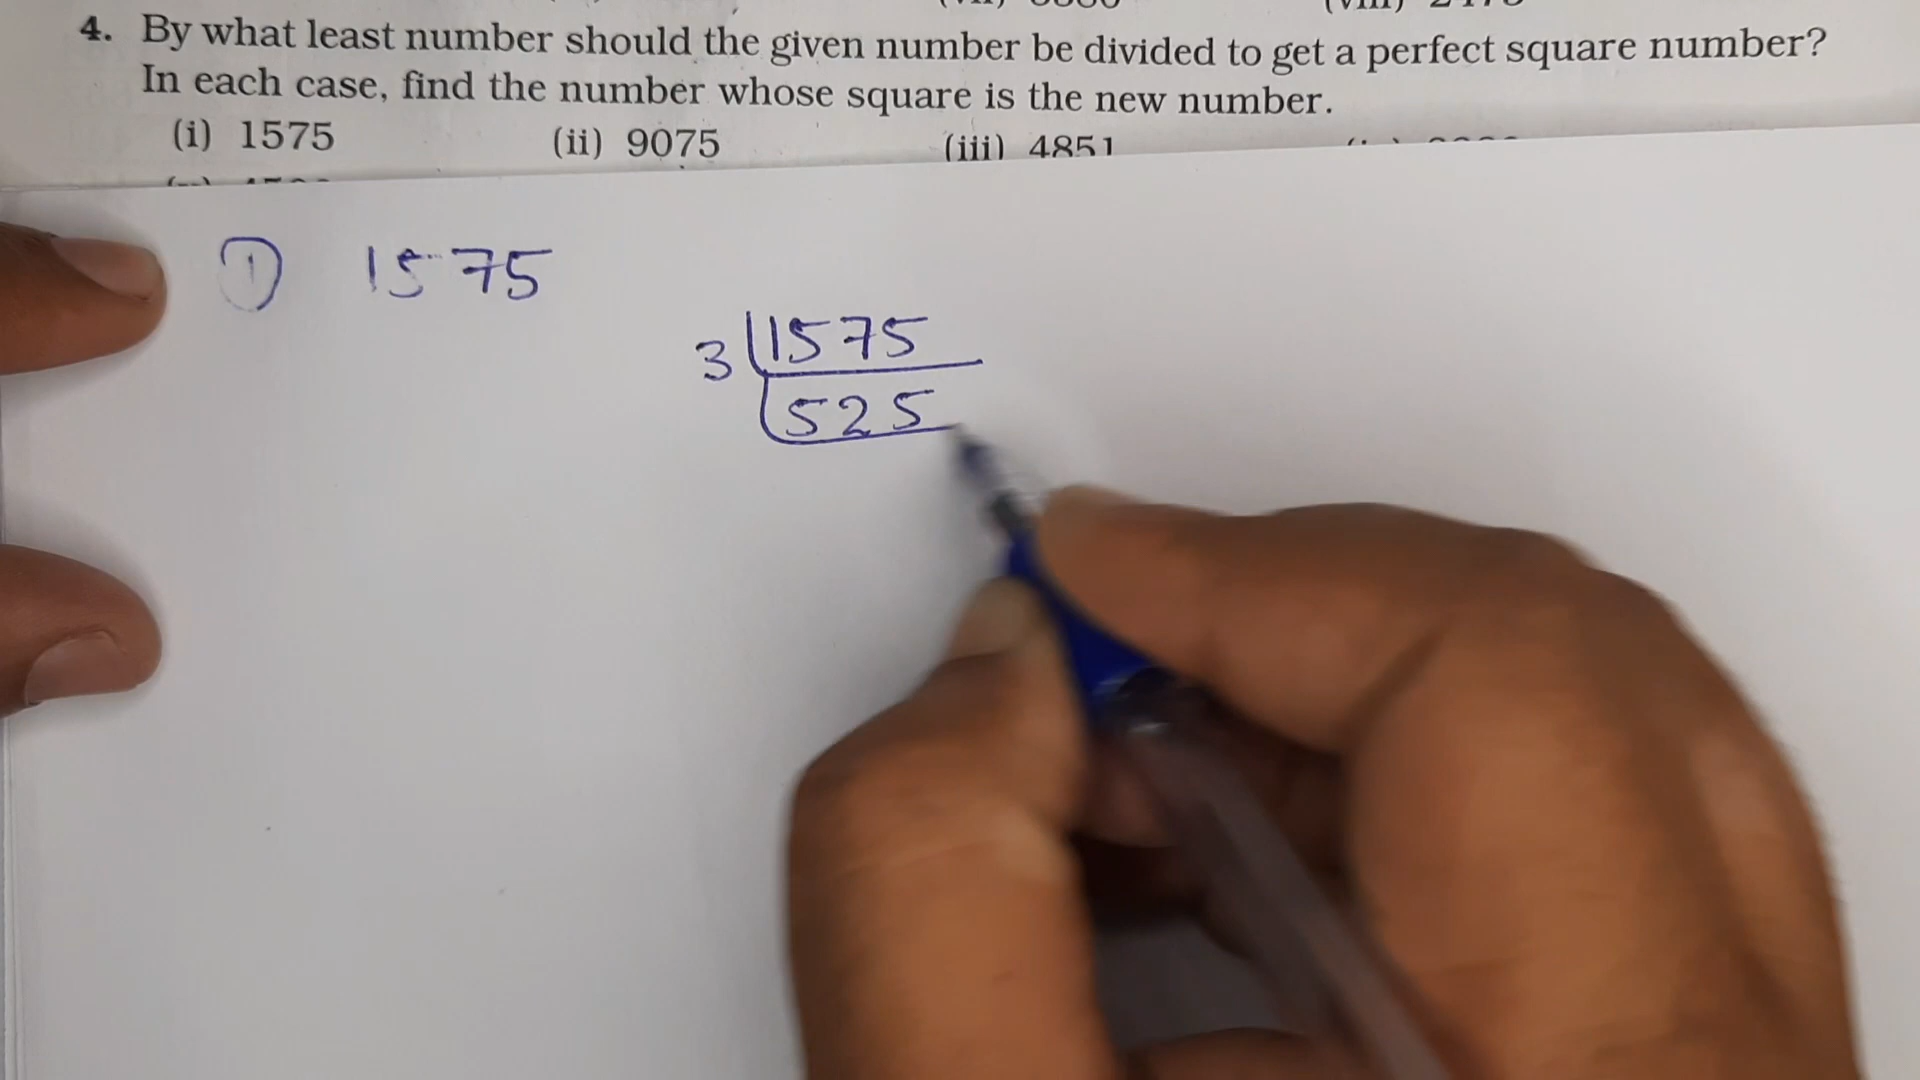 4. By what least number should the given number be divided to get a perfect square number?
In each case, find the number whose square is the new number.
(i) 1575 (ii) 9075 (iii) 4851
1 1575
3 1575
525